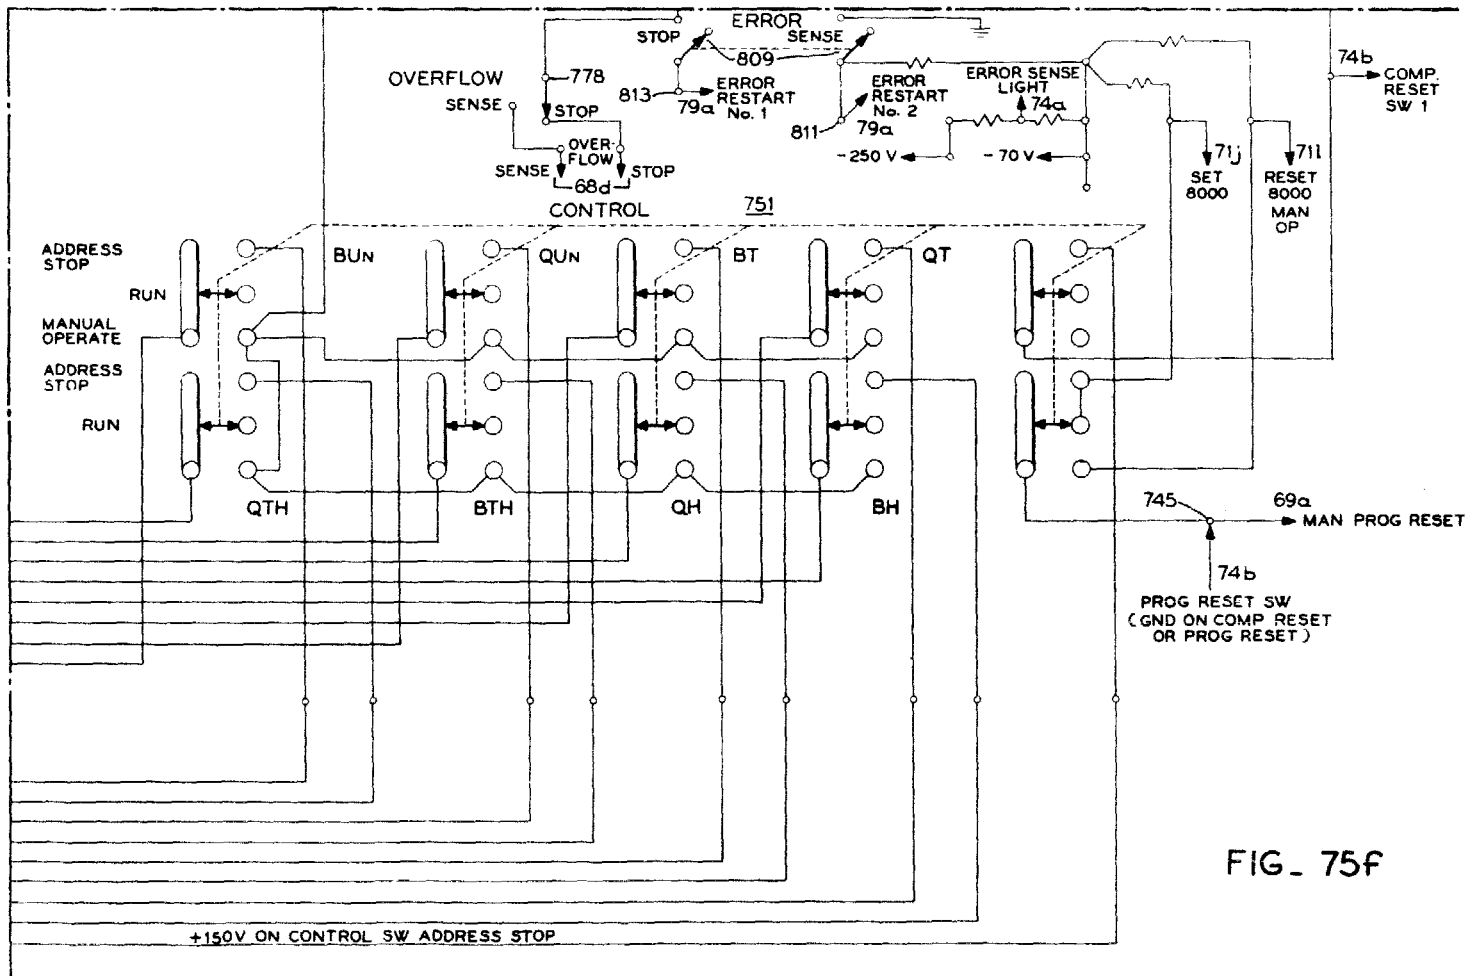 ERROR
STOP
SENSE
809
OVERFLOW
778
SENSE
STOP
813
79a
ERROR
RESTART
No. 1
811
ERROR
RESTART
No. 2
79a
ERROR SENSE
LIGHT
74a
-250 V
-70 V
74b
COMP.
RESET
SW 1
OVER-
FLOW
SENSE
STOP
68d
71j
SET
8000
71l
RESET
8000
MAN
OP
CONTROL
751
ADDRESS
STOP
RUN
MANUAL
OPERATE
ADDRESS
STOP
RUN
BUN
QUN
BT
QT
QTH
BTH
QH
BH
745
69a
MAN PROG RESET
74b
PROG RESET SW
(GND ON COMP RESET
OR PROG RESET)
+150V ON CONTROL SW ADDRESS STOP
FIG_ 75f